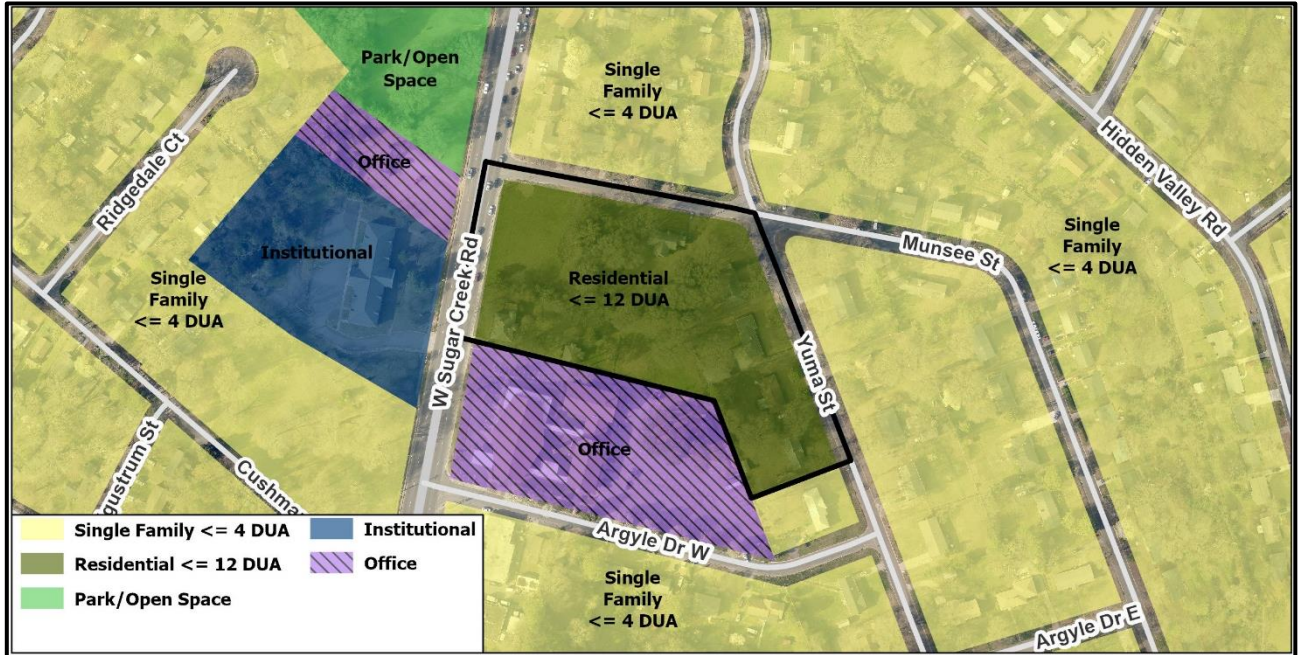 Park/Open
Space
Single
Family
<= 4 DUA
Hidden Valley Rd
Ridgedale Ct
Office
Institutional
Single
Family
<= 4 DUA
W Sugar Creek Rd
Residential
<= 12 DUA
Munsee St
Single
Family
<= 4 DUA
Yuma St
Office
gustrum St
Cushma
Argyle Dr W
Single
Family
<= 4 DUA
Argyle Dr E
Single Family <= 4 DUA
Residential <= 12 DUA
Park/Open Space
Institutional
Office